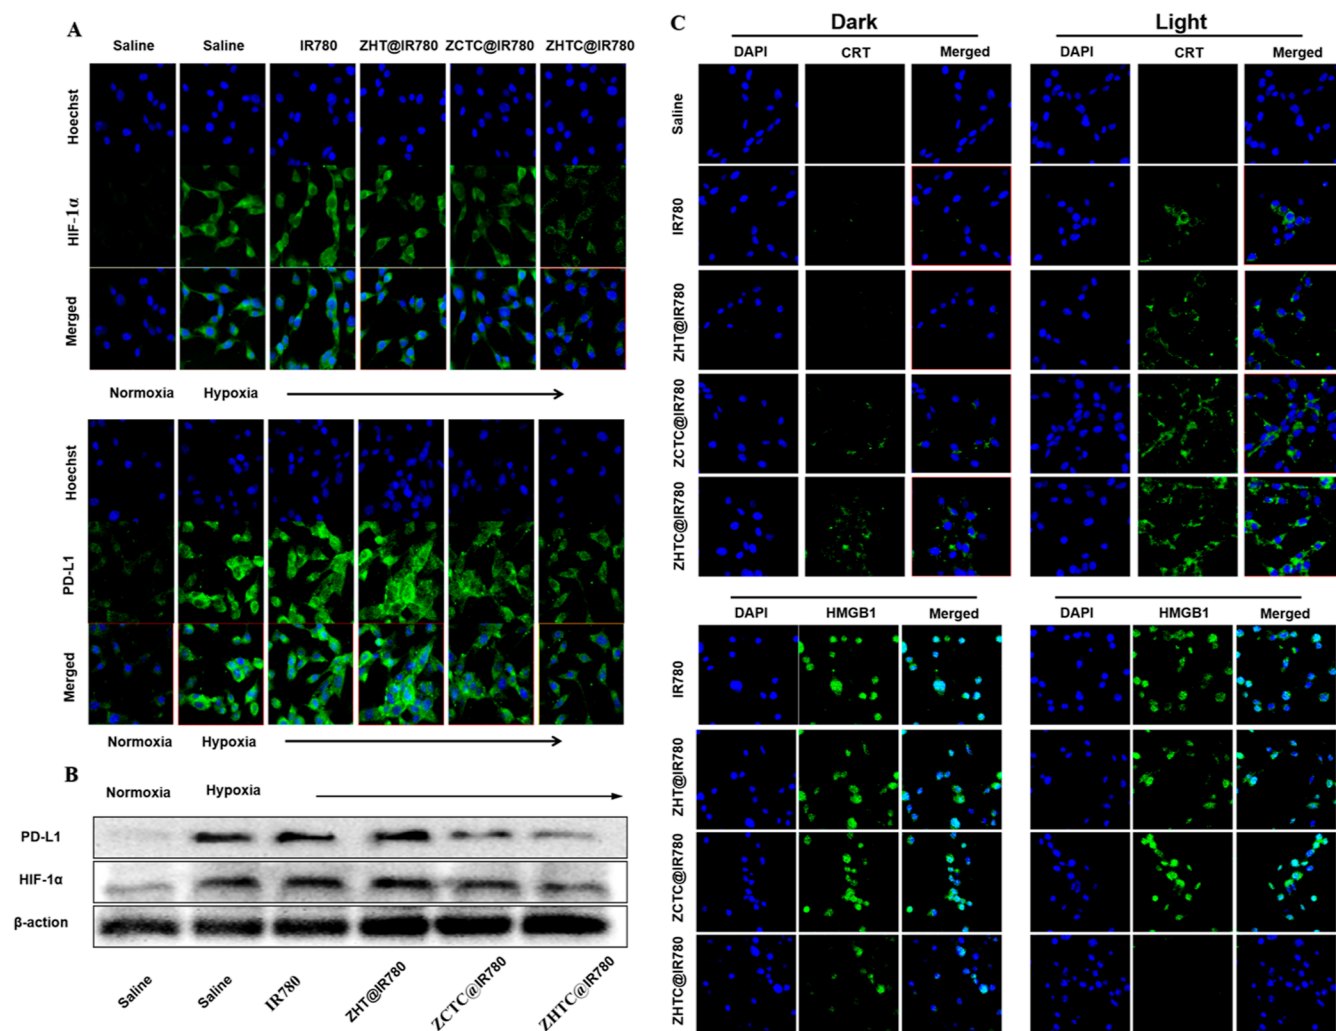 A
Saline Saline IR780 ZHT@IR780 ZCTC@IR780 ZHTC@IR780
Hoechst
HIF-1α
Merged
Normoxia Hypoxia
Hoechst
PD-L1
Merged
Normoxia Hypoxia
B
Normoxia Hypoxia
PD-L1
HIF-1α
β-action
Saline Saline IR780 ZHT@IR780 ZCTC@IR780 ZHTC@IR780
C
Dark Light
DAPI CRT Merged DAPI CRT Merged
Saline
IR780
ZHT@IR780
ZCTC@IR780
ZHTC@IR780
DAPI HMGB1 Merged DAPI HMGB1 Merged
IR780
ZHT@IR780
ZCTC@IR780
ZHTC@IR780